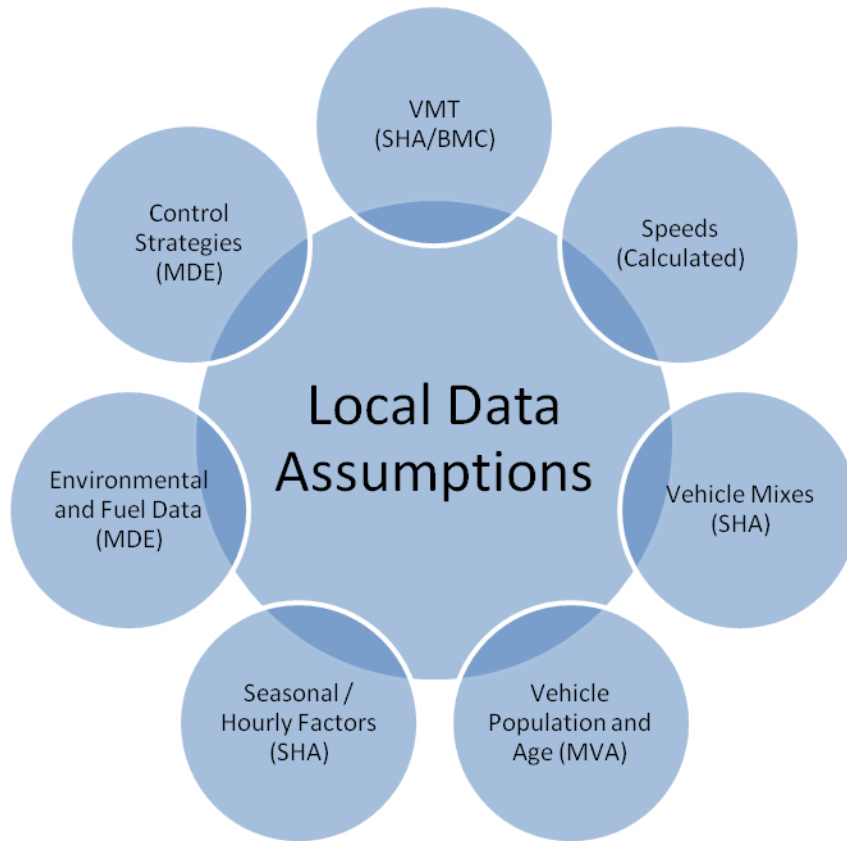 VMT
(SHA/BMC)
Speeds
(Calculated)
Vehicle Mixes
(SHA)
Vehicle
Population and
Age (MVA)
Seasonal /
Hourly Factors
(SHA)
Environmental
and Fuel Data
(MDE)
Control
Strategies
(MDE)
Local Data
Assumptions